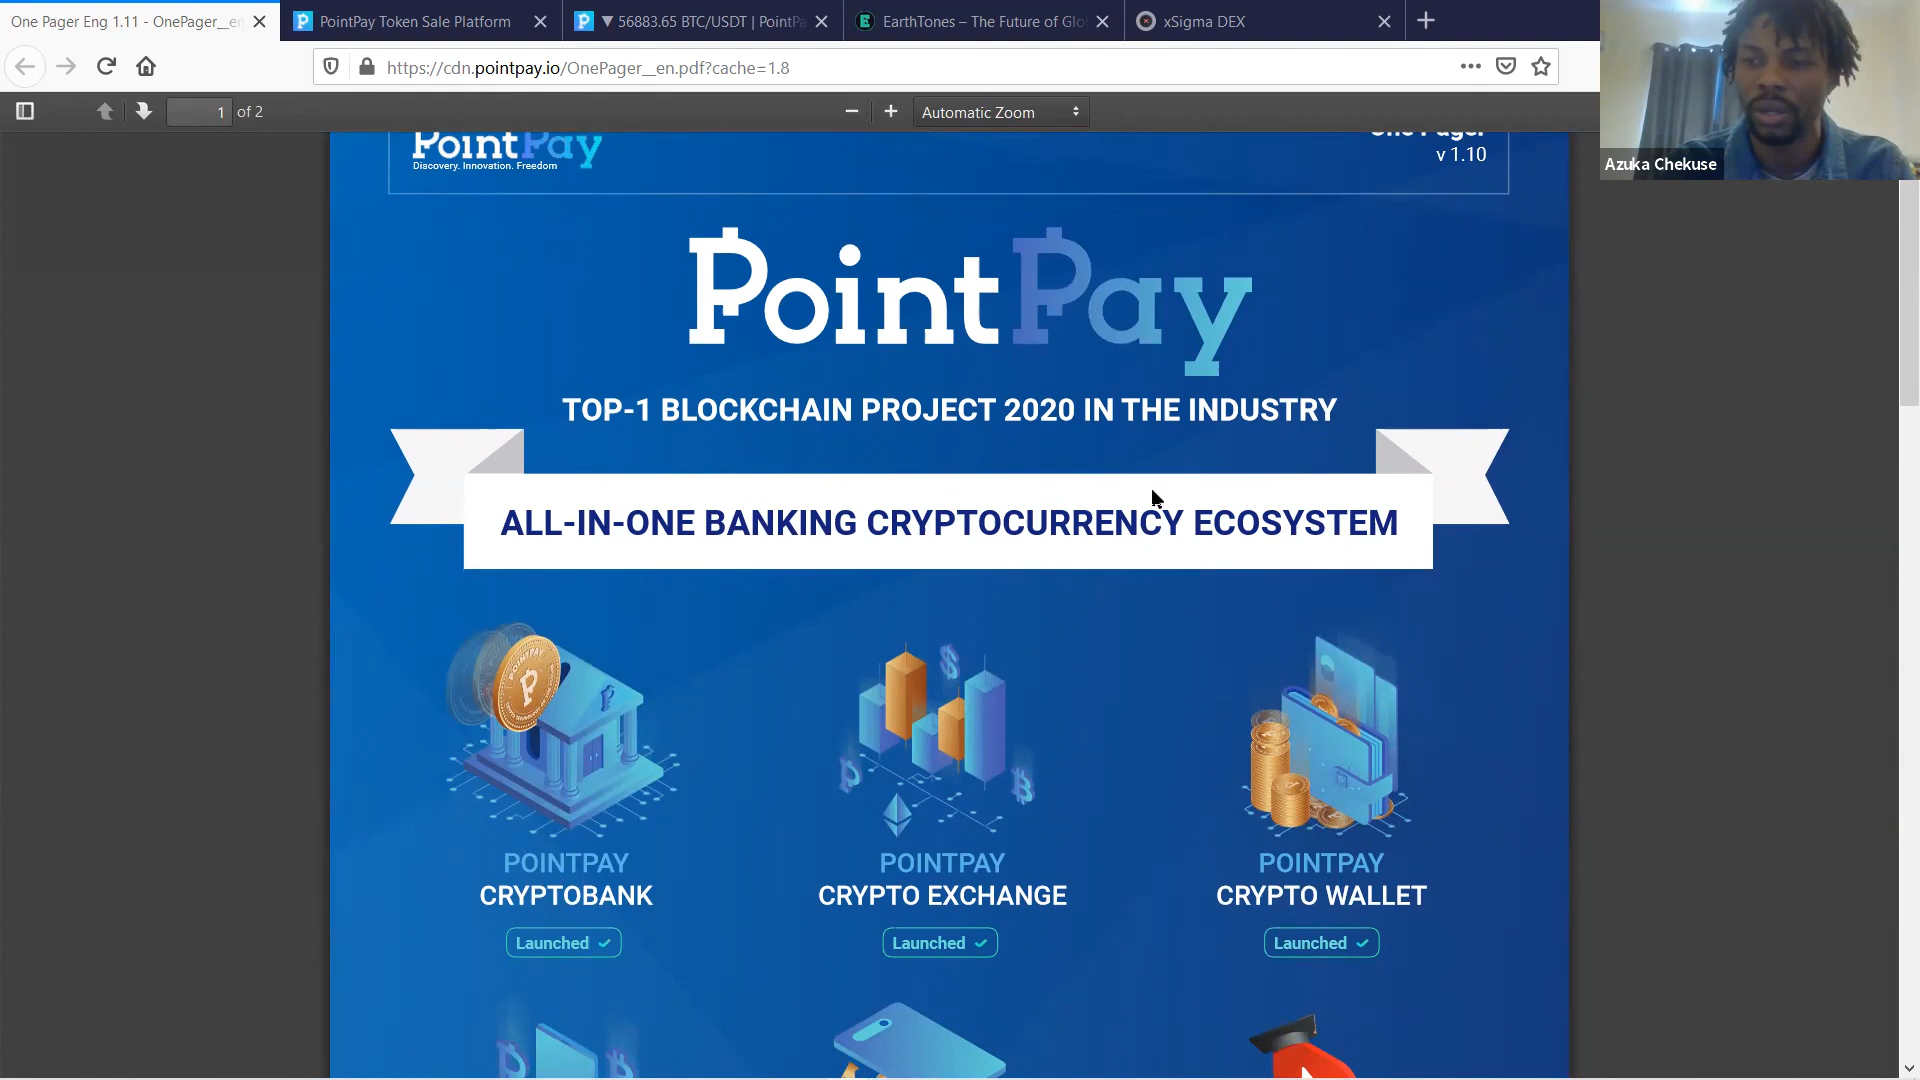 One Pager Eng 1.11 - OnePager__en
PointPay Token Sale Platform
▼ 56883.65 BTC/USDT | PointPa
EarthTones – The Future of Glo
xSigma DEX
https://cdn.pointpay.io/OnePager__en.pdf?cache=1.8
1 of 2
Automatic Zoom
Azuka Chekuse
PointPay
Discovery. Innovation. Freedom
One Pager
v 1.10
PointPay
TOP-1 BLOCKCHAIN PROJECT 2020 IN THE INDUSTRY
ALL-IN-ONE BANKING CRYPTOCURRENCY ECOSYSTEM
POINTPAY
CRYPTOBANK
Launched
POINTPAY
CRYPTO EXCHANGE
Launched
POINTPAY
CRYPTO WALLET
Launched